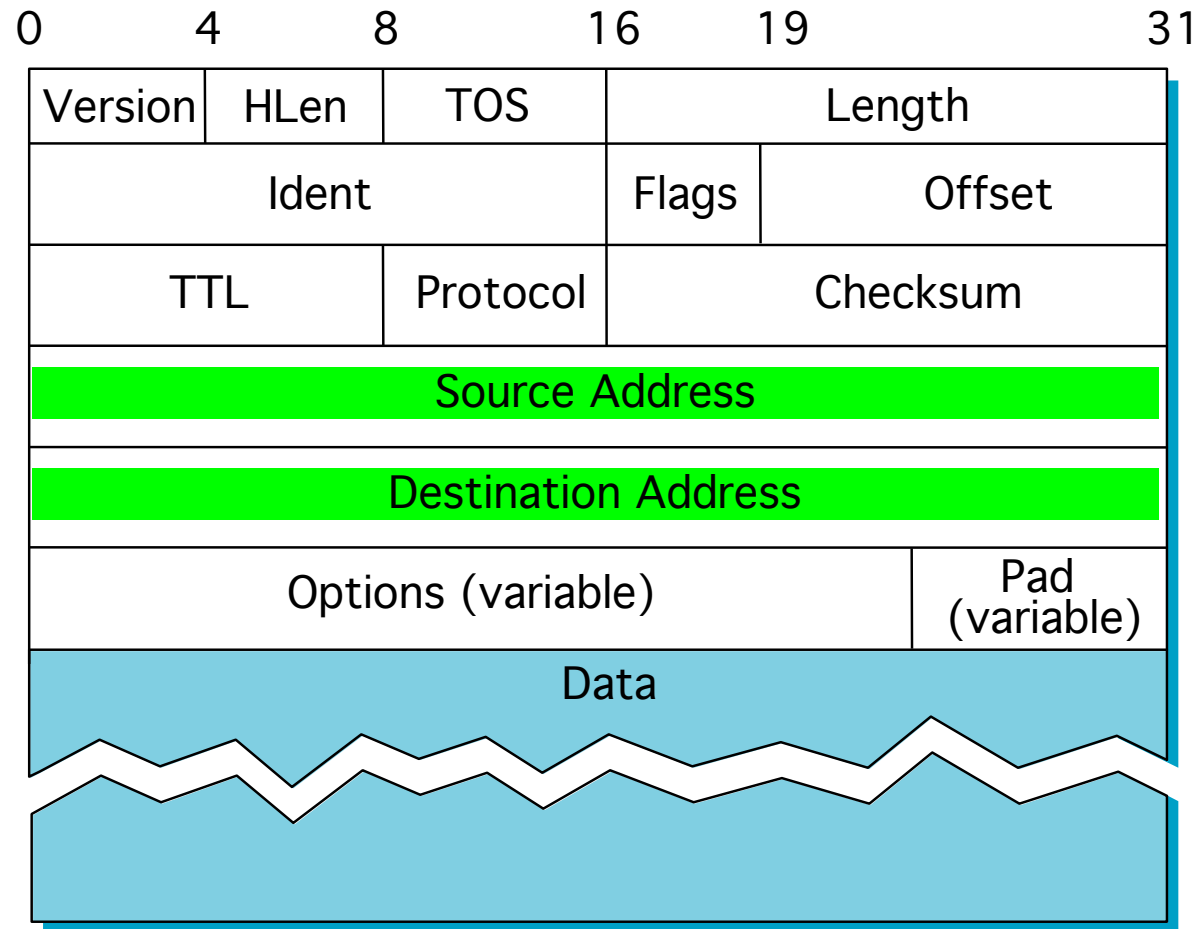 0 4 8 16 19 31
Version HLen TOS Length
Ident Flags Offset
TTL Protocol Checksum
Source Address
Destination Address
Options (variable) Pad
(variable)
Data